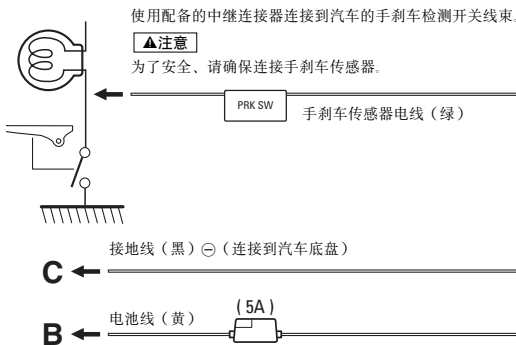 使用配备的中继连接器连接到汽车的手刹车检测开关线束。
注意
为了安全、请确保连接手刹车传感器。
PRK SW
手刹车传感器电线（绿）
接地线（黑）⊖（连接到汽车底盘）
C
( 5A )
电池线（黄）
B